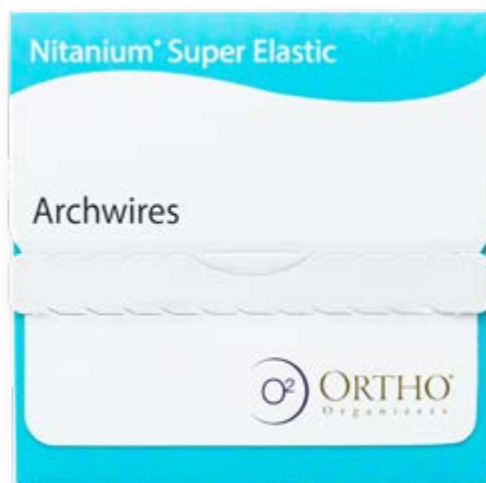 Nitanium® Super Elastic
Archwires
O² ORTHO®
Organizers